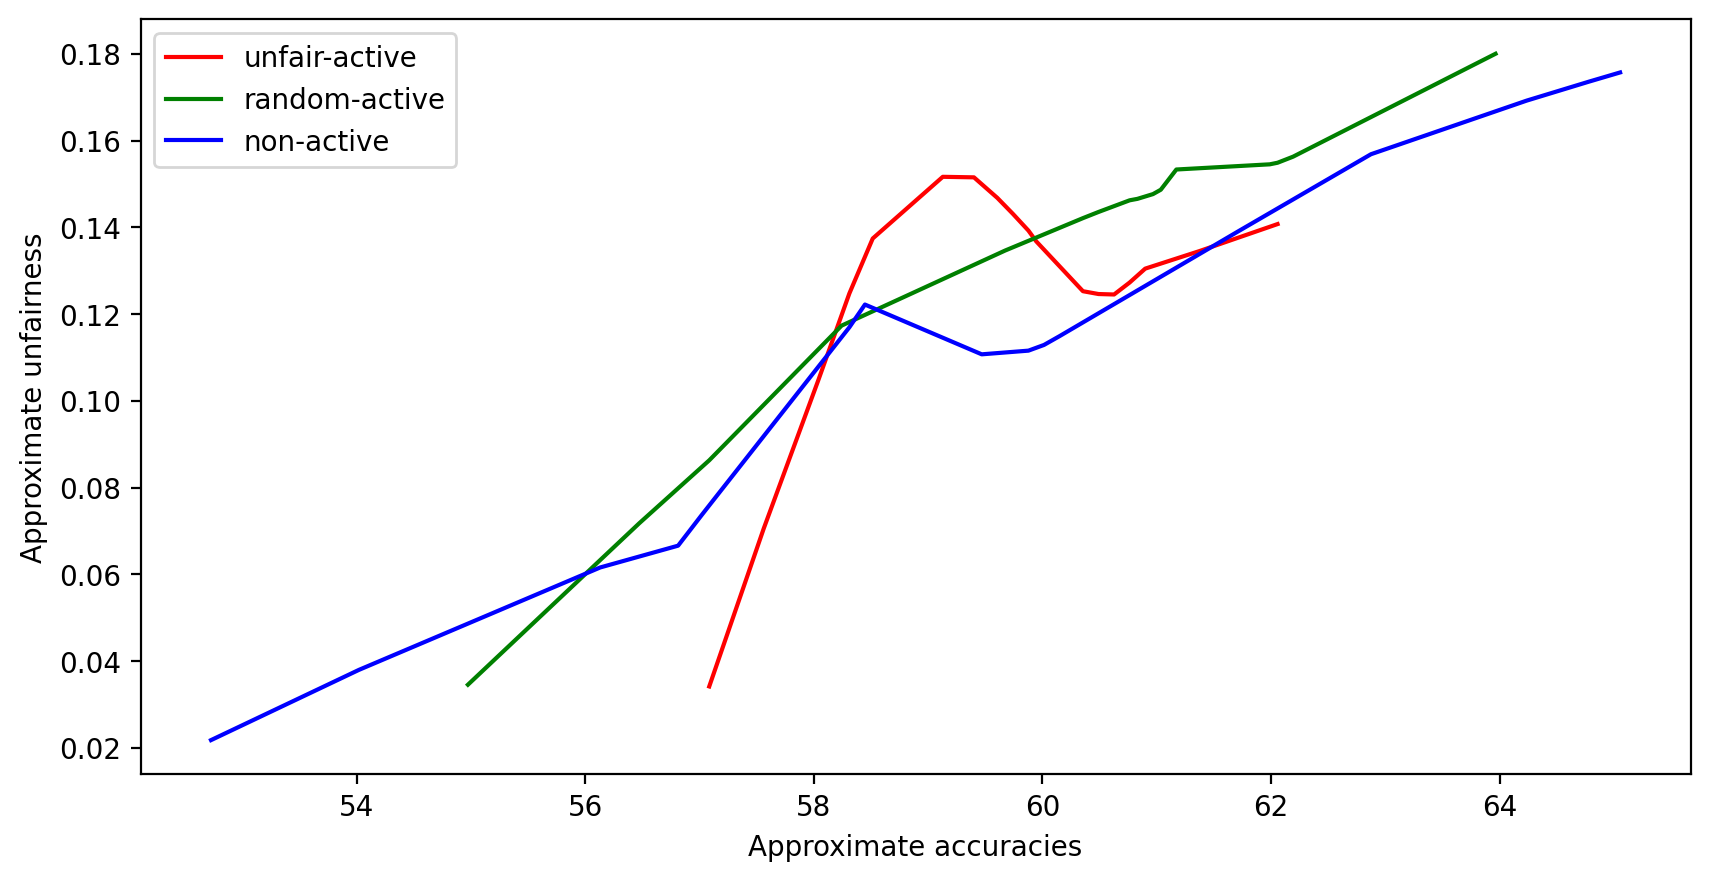 unfair-active
random-active
non-active
0.18
0.16
0.14
0.12
0.10
0.08
0.06
0.04
0.02
Approximate unfairness
54 56 58 60 62 64
Approximate accuracies